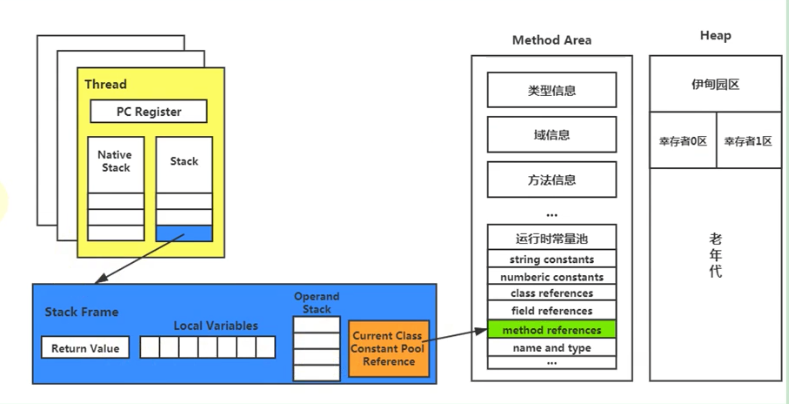 Thread
PC Register
Native
Stack
Stack
Stack Frame
Return Value
Local Variables
Operand
Stack
Current Class
Constant Pool
Reference
Method Area
类型信息
域信息
方法信息
...
运行时常量池
string constants
numberic constants
class references
field references
method references
name and type
...
Heap
伊甸园区
幸存者0区
幸存者1区
老
年
代